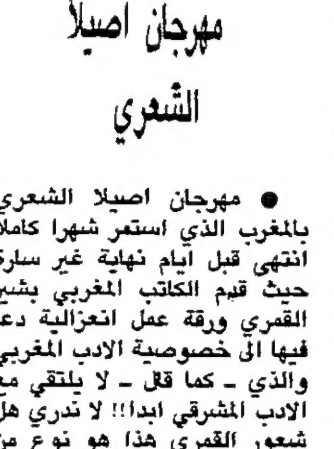 مهرجان اصيلا
الشعري
● مهرجان اصيلا الشعري
بالمغرب الذي استمر شهرا كاملا
انتهى قبل ايام نهاية غير سارة
حيث قدم الكاتب المغربي بشير
القمري ورقة عمل انعزالية دعا
فيها الى خصوصية الادب المغربي
والذي ـ كما قال ـ لا يلتقي مع
الادب المشرقي ابدا!! لا ندري هل
شعور القمري هذا هو نوع من